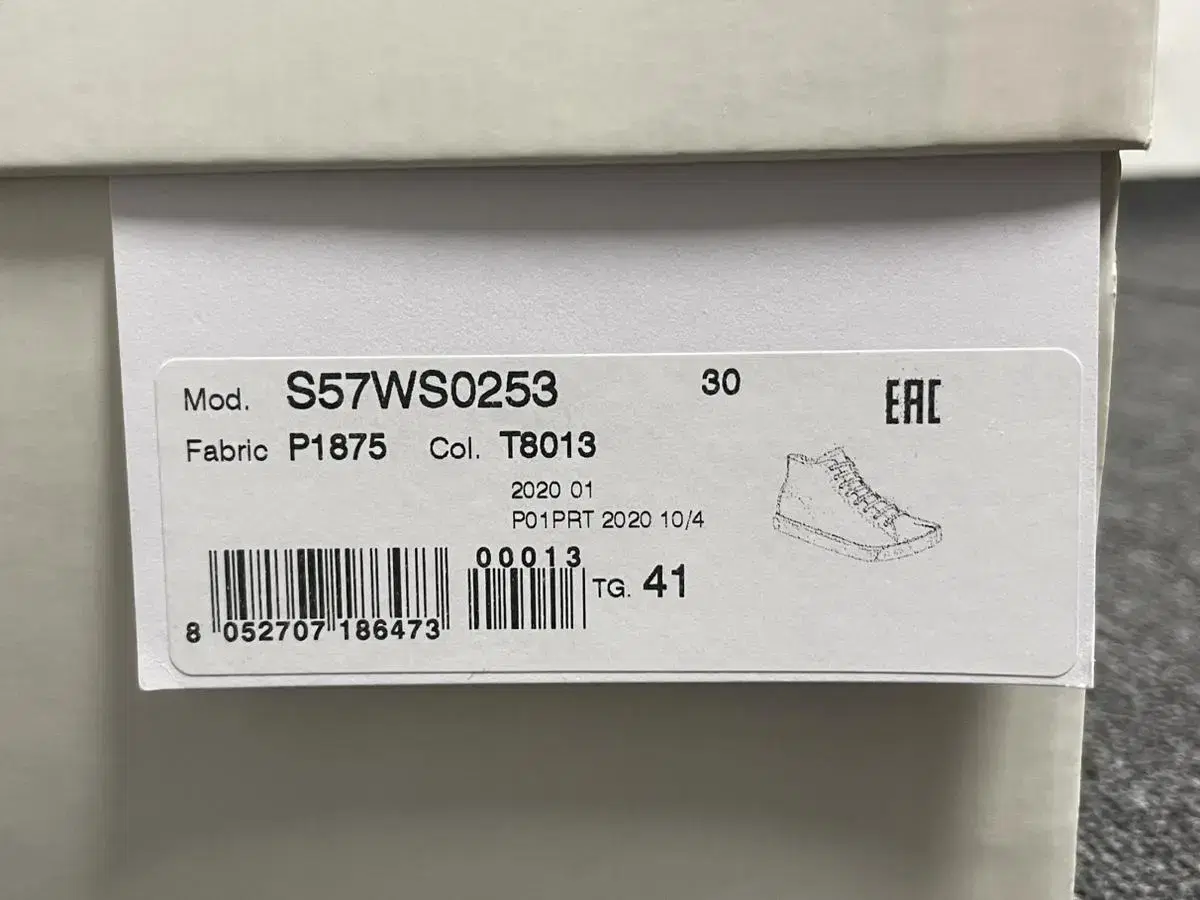 Mod. S57WS0253 30 EAC
Fabric P1875 Col. T8013
2020 01
P01PRT 2020 10/4
00013
TG. 41
8 052707 186473